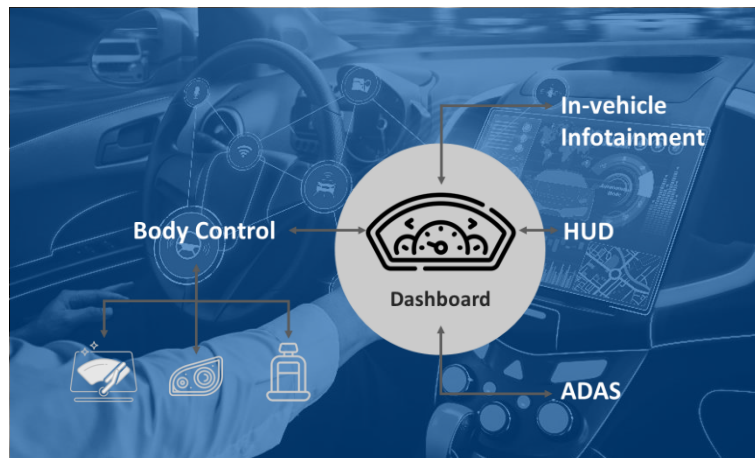 In-vehicle
Infotainment
Body Control
HUD
Dashboard
ADAS